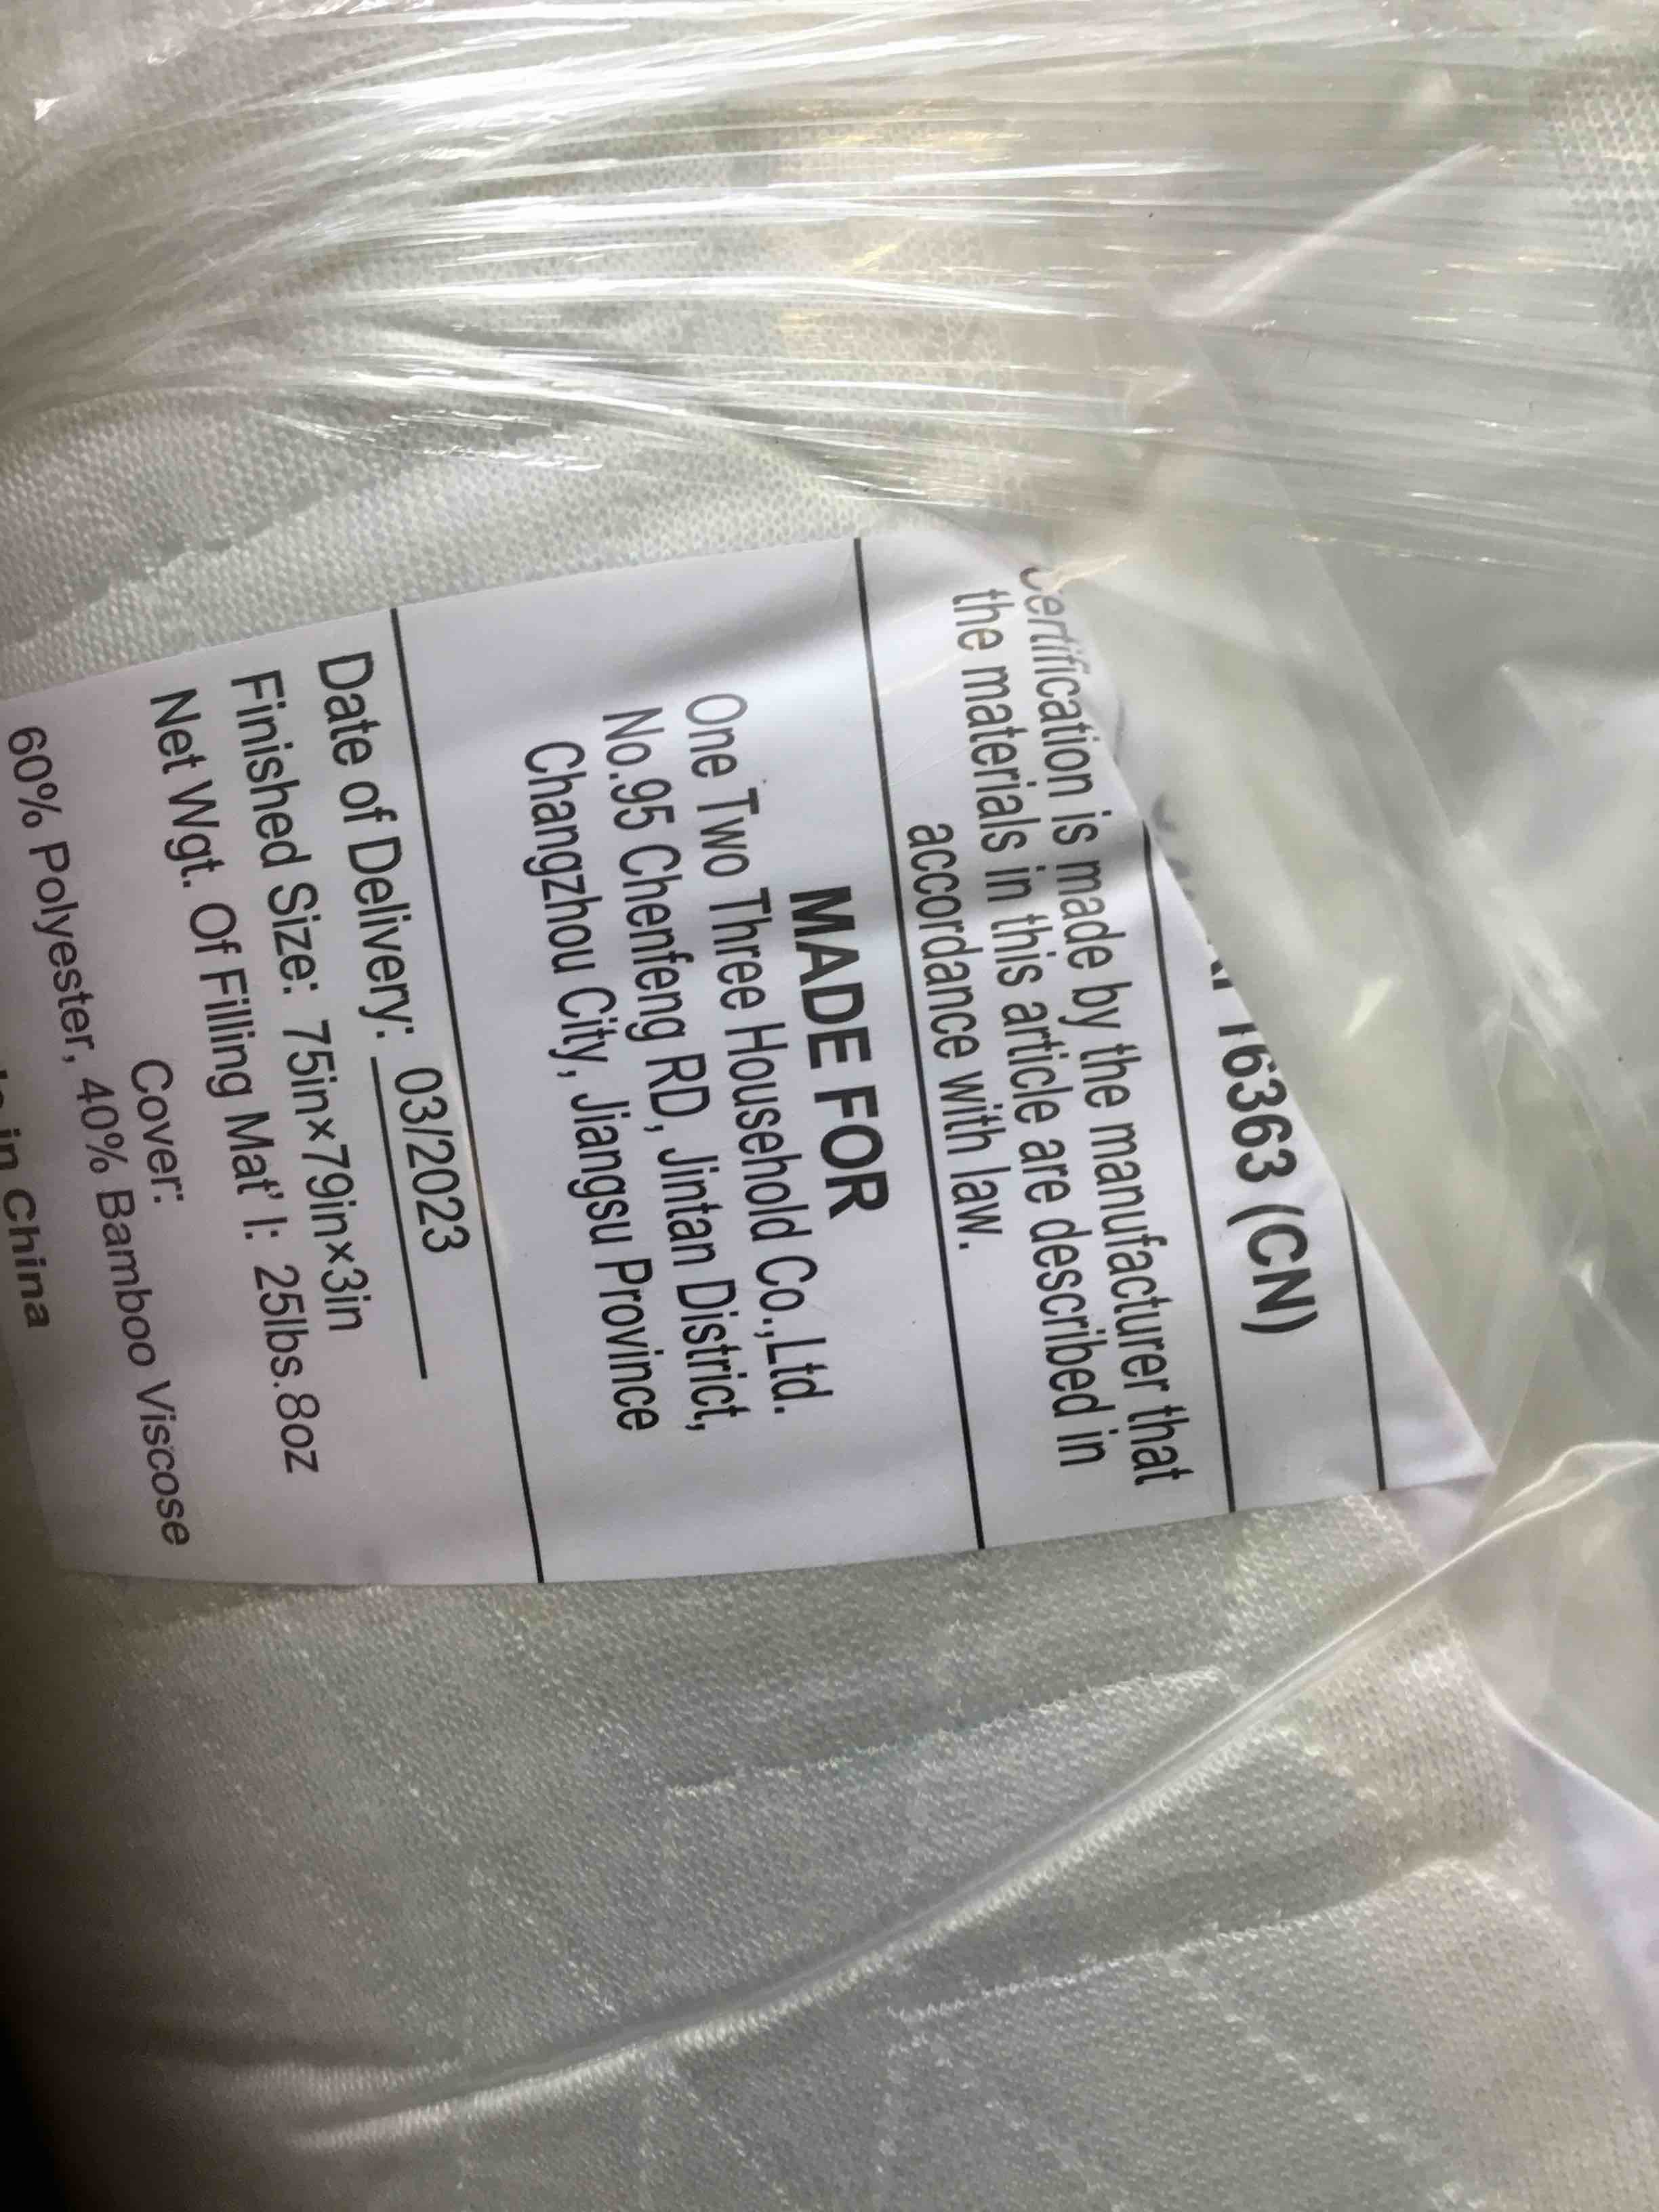 16363 (CN)
Certification is made by the manufacturer that
the materials in this article are described in
accordance with law.
MADE FOR
One Two Three Household Co.,Ltd.
No.95 Chenfeng RD, Jintan District,
Changzhou City, Jiangsu Province
Date of Delivery: 03/2023
Finished Size: 75in×79in×3in
Net Wgt. Of Filling Mat' l: 25lbs.8oz
Cover:
60% Polyester, 40% Bamboo Viscose
in China